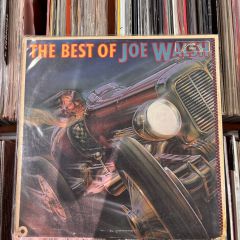 THE BEST OF JOE WALSH